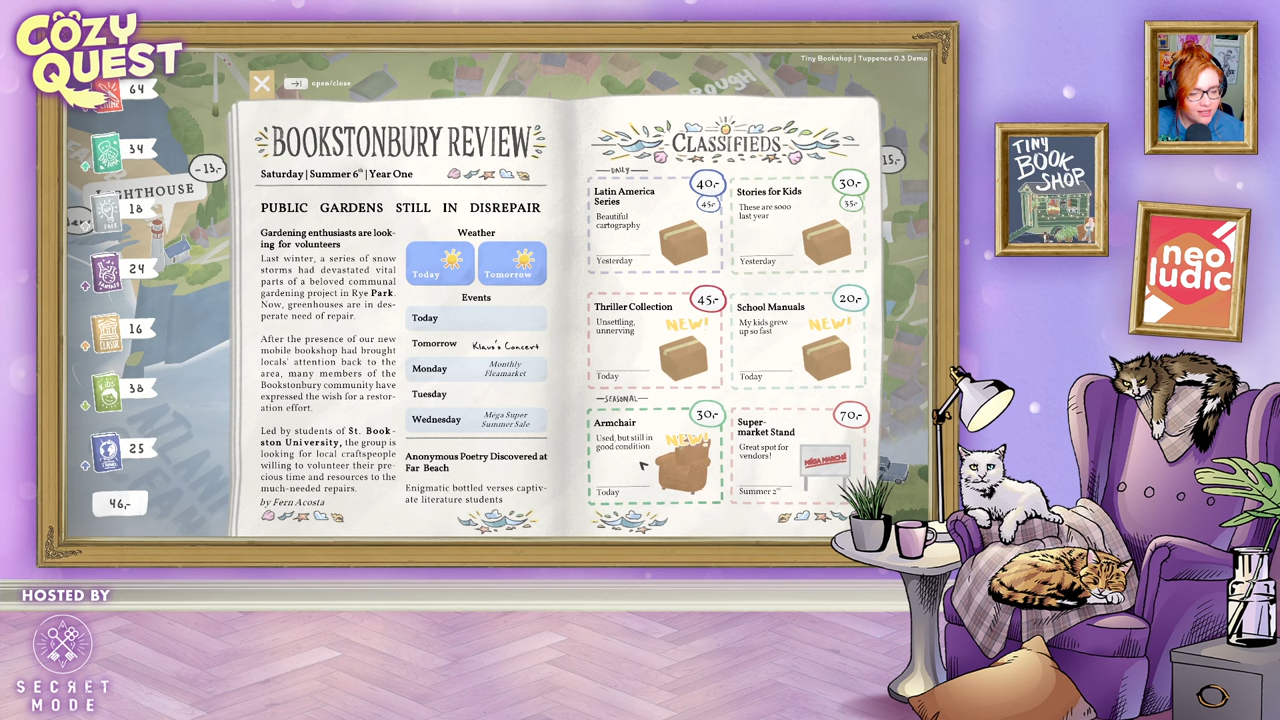 COZY
QUEST
Tiny Bookshop | Tuppence 0.3 Demo
open/close
ROUGH
64
34
-13,-
LIGHTHOUSE
18
24
16
38
25
46,-
15,-
BOOKSTONBURY REVIEW
Saturday | Summer 6th | Year One
PUBLIC GARDEN STILL IN DISREPAIR
Gardening enthusiasts are look-
ing for volunteers
Last winter, a series of snow
storms had devastated vital
parts of a beloved communal
gardening project in Rye Park.
Now, greenhouses are in des-
perate need of repair.
After the presence of our new
mobile bookshop had brought
locals' attention back to the
area, many members of the
Bookstonbury community have
expressed the wish for a restor-
ation effort.
Led by students of St. Book-
ston University, the group is
looking for local craftspeople
willing to volunteer their pre-
cious time and resources to the
much-needed repairs.
by Fern Acosta
Weather
Today
Tomorrow
Events
Today
Tomorrow Klaus's Concert
Monday Monthly
Fleamarket
Tuesday
Wednesday Mega Super
Summer Sale
Anonymous Poetry Discovered at
Far Beach
Enigmatic bottled verses captiv-
ate literature students
CLASSIFIEDS
DAILY
Latin America
Series
40,-
45,-
Beautiful
cartography
Yesterday
Stories for Kids
30,-
35,-
These are sooo
last year
Yesterday
Thriller Collection
45,-
Unsettling,
unnerving
NEW!
Today
School Manuals
20,-
My kids grew
up so fast
NEW!
Today
SEASONAL
Armchair
30,-
Used, but still in
good condition
NEW!
Today
Super-
market Stand
70,-
Great spot for
vendors!
MÉGA MARCHÉ
Summer 2nd
TINY
BOOK
SHOP
neo
ludic
HOSTED BY
SECRET
MODE